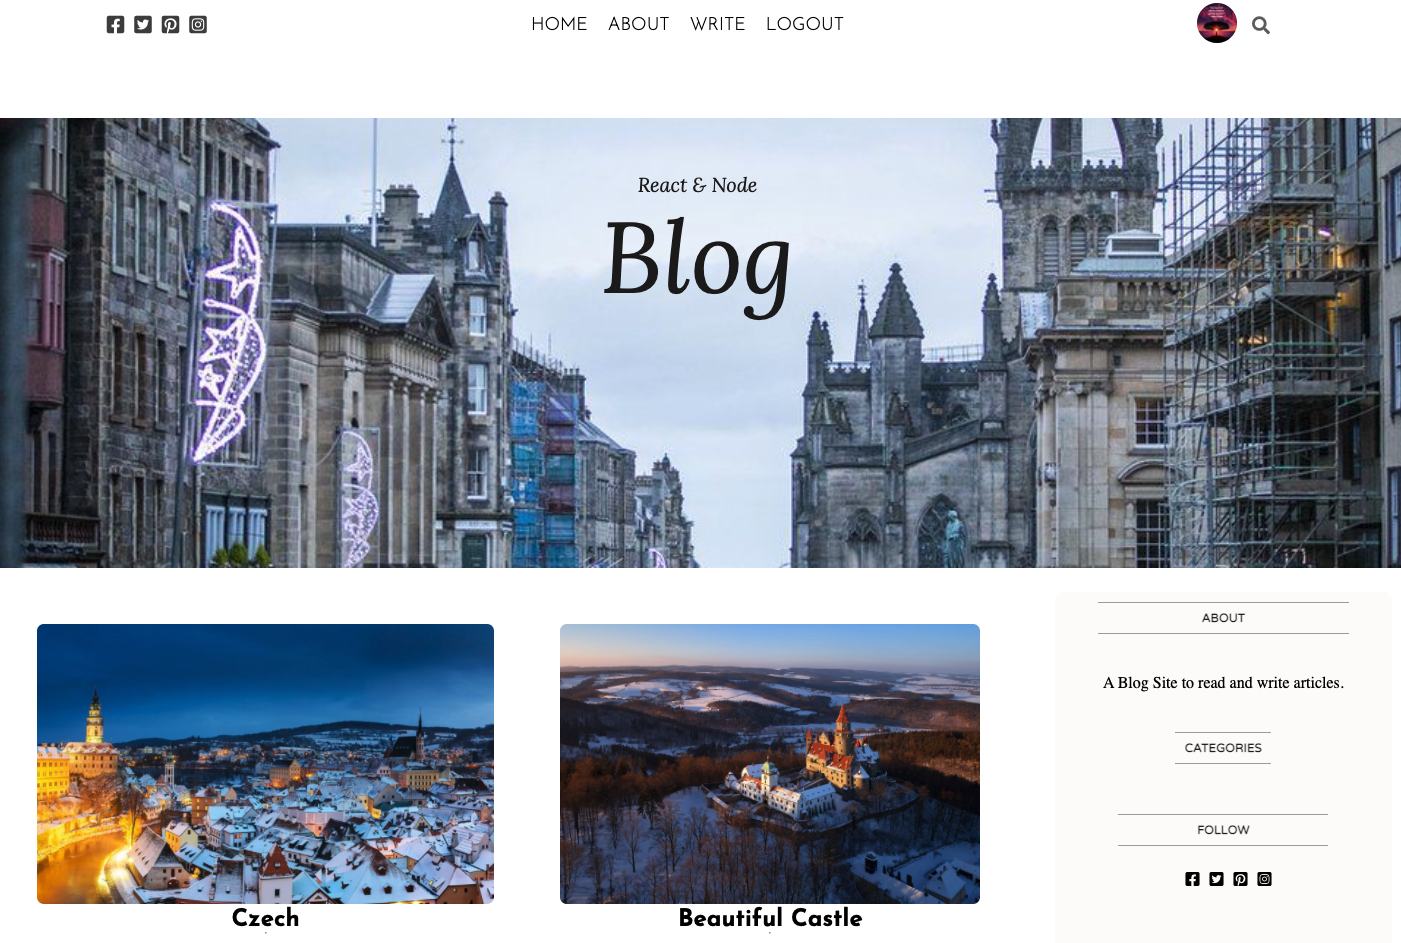 HOME ABOUT WRITE LOGOUT
React & Node
Blog
ABOUT
A Blog Site to read and write articles.
CATEGORIES
FOLLOW
Czech
Beautiful Castle